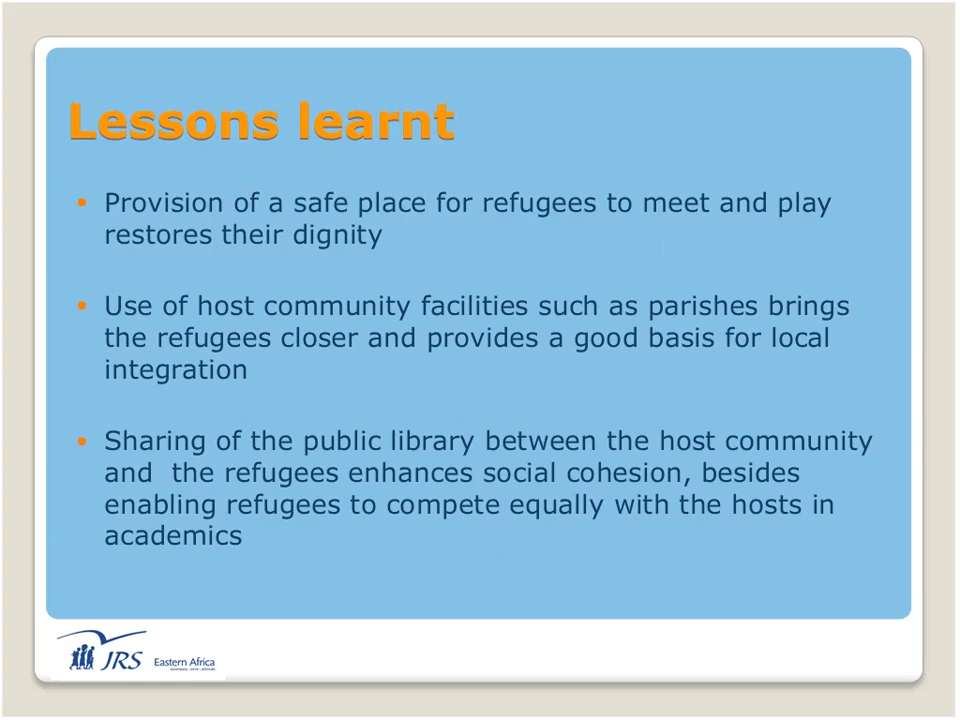 Lessons learnt
• Provision of a safe place for refugees to meet and play
restores their dignity
• Use of host community facilities such as parishes brings
the refugees closer and provides a good basis for local
integration
• Sharing of the public library between the host community
and  the refugees enhances social cohesion, besides
enabling refugees to compete equally with the hosts in
academics
JRS Eastern Africa